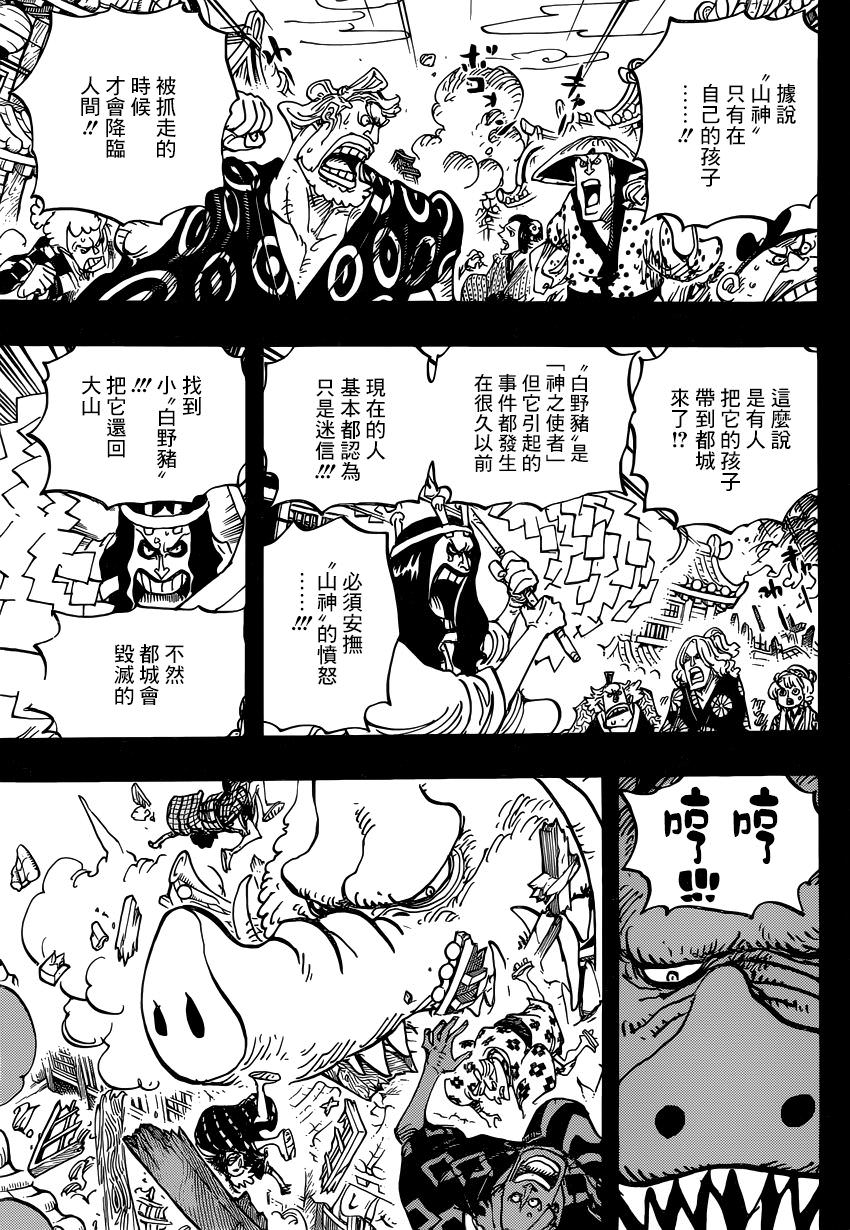 據說
〝山神〞
只有在
自己的孩子
⋯⋯!!
被抓走的
時候
才會降臨
人間!!
ボコ
這麼說
是有人
把它的孩子
帶到都城
來了!?
〝白野豬〞是
「神之使者」
但它引起的
事件都發生
在很久以前
現在的人
基本都認為
只是迷信!!!
必須安撫
〝山神〞的憤怒
⋯⋯!!!
找到
小〝白野豬〞
!!!
把它還回
大山
不然
都城會
毀滅的
哼
哼
!!!